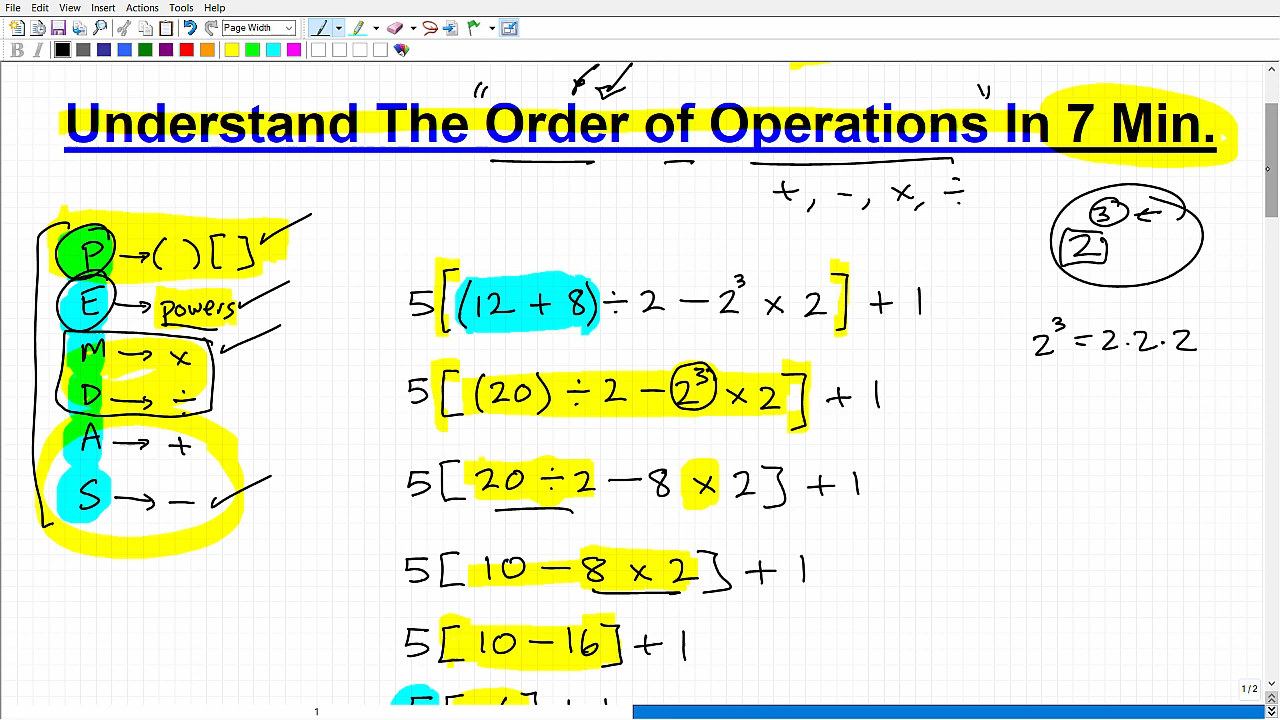 File Edit View Insert Actions Tools Help
Page Width
B I
"Understand The Order of Operations" In 7 Min.
+, -, x, ÷
P → ( ) [ ]
E → powers
M → x
D → ÷
A → +
S → −
5[(12 + 8) ÷ 2 − 2³ x 2] + 1
5[(20) ÷ 2 − 2³ x 2] + 1
5[20 ÷ 2 − 8 x 2] + 1
5[10 − 8 x 2] + 1
5[10 − 16] + 1
2³ ←
2³ = 2·2·2
1
1/2